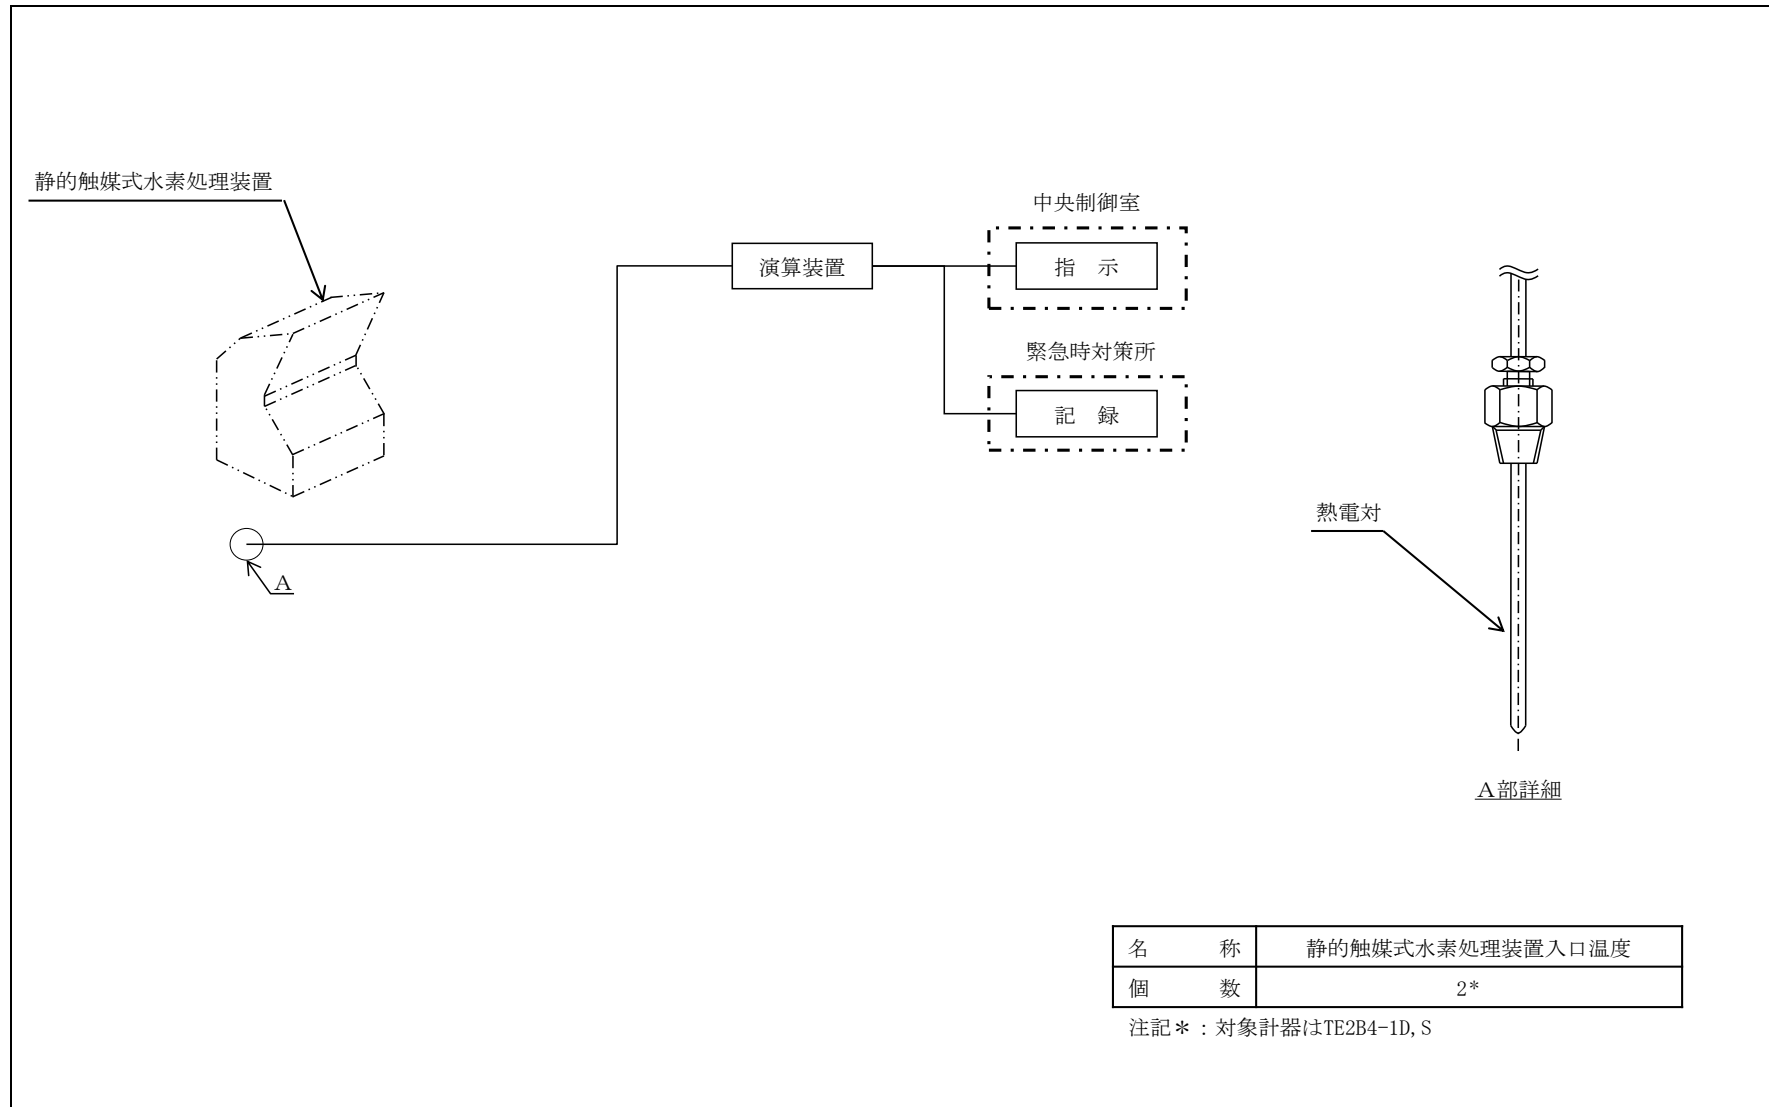 静的触媒式水素処理装置
中央制御室
演算装置
指　示
緊急時対策所
記　録
熱電対
A
A部詳細
名　称　静的触媒式水素処理装置入口温度
個　数　2*
注記＊：対象計器はTE2B4-1D,S